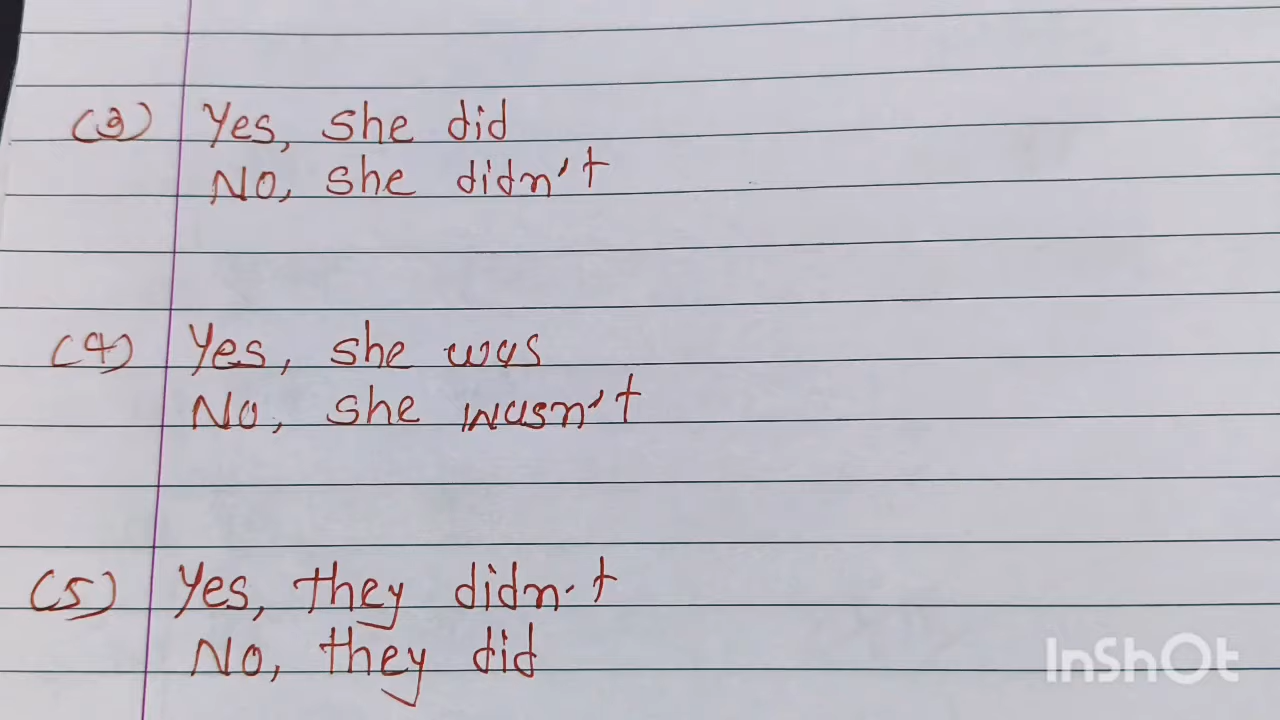 (3) Yes, she did
No, she didn't
(4) Yes, she was
No, she wasn't
(5) Yes, they didn't
No, they did
InShOt